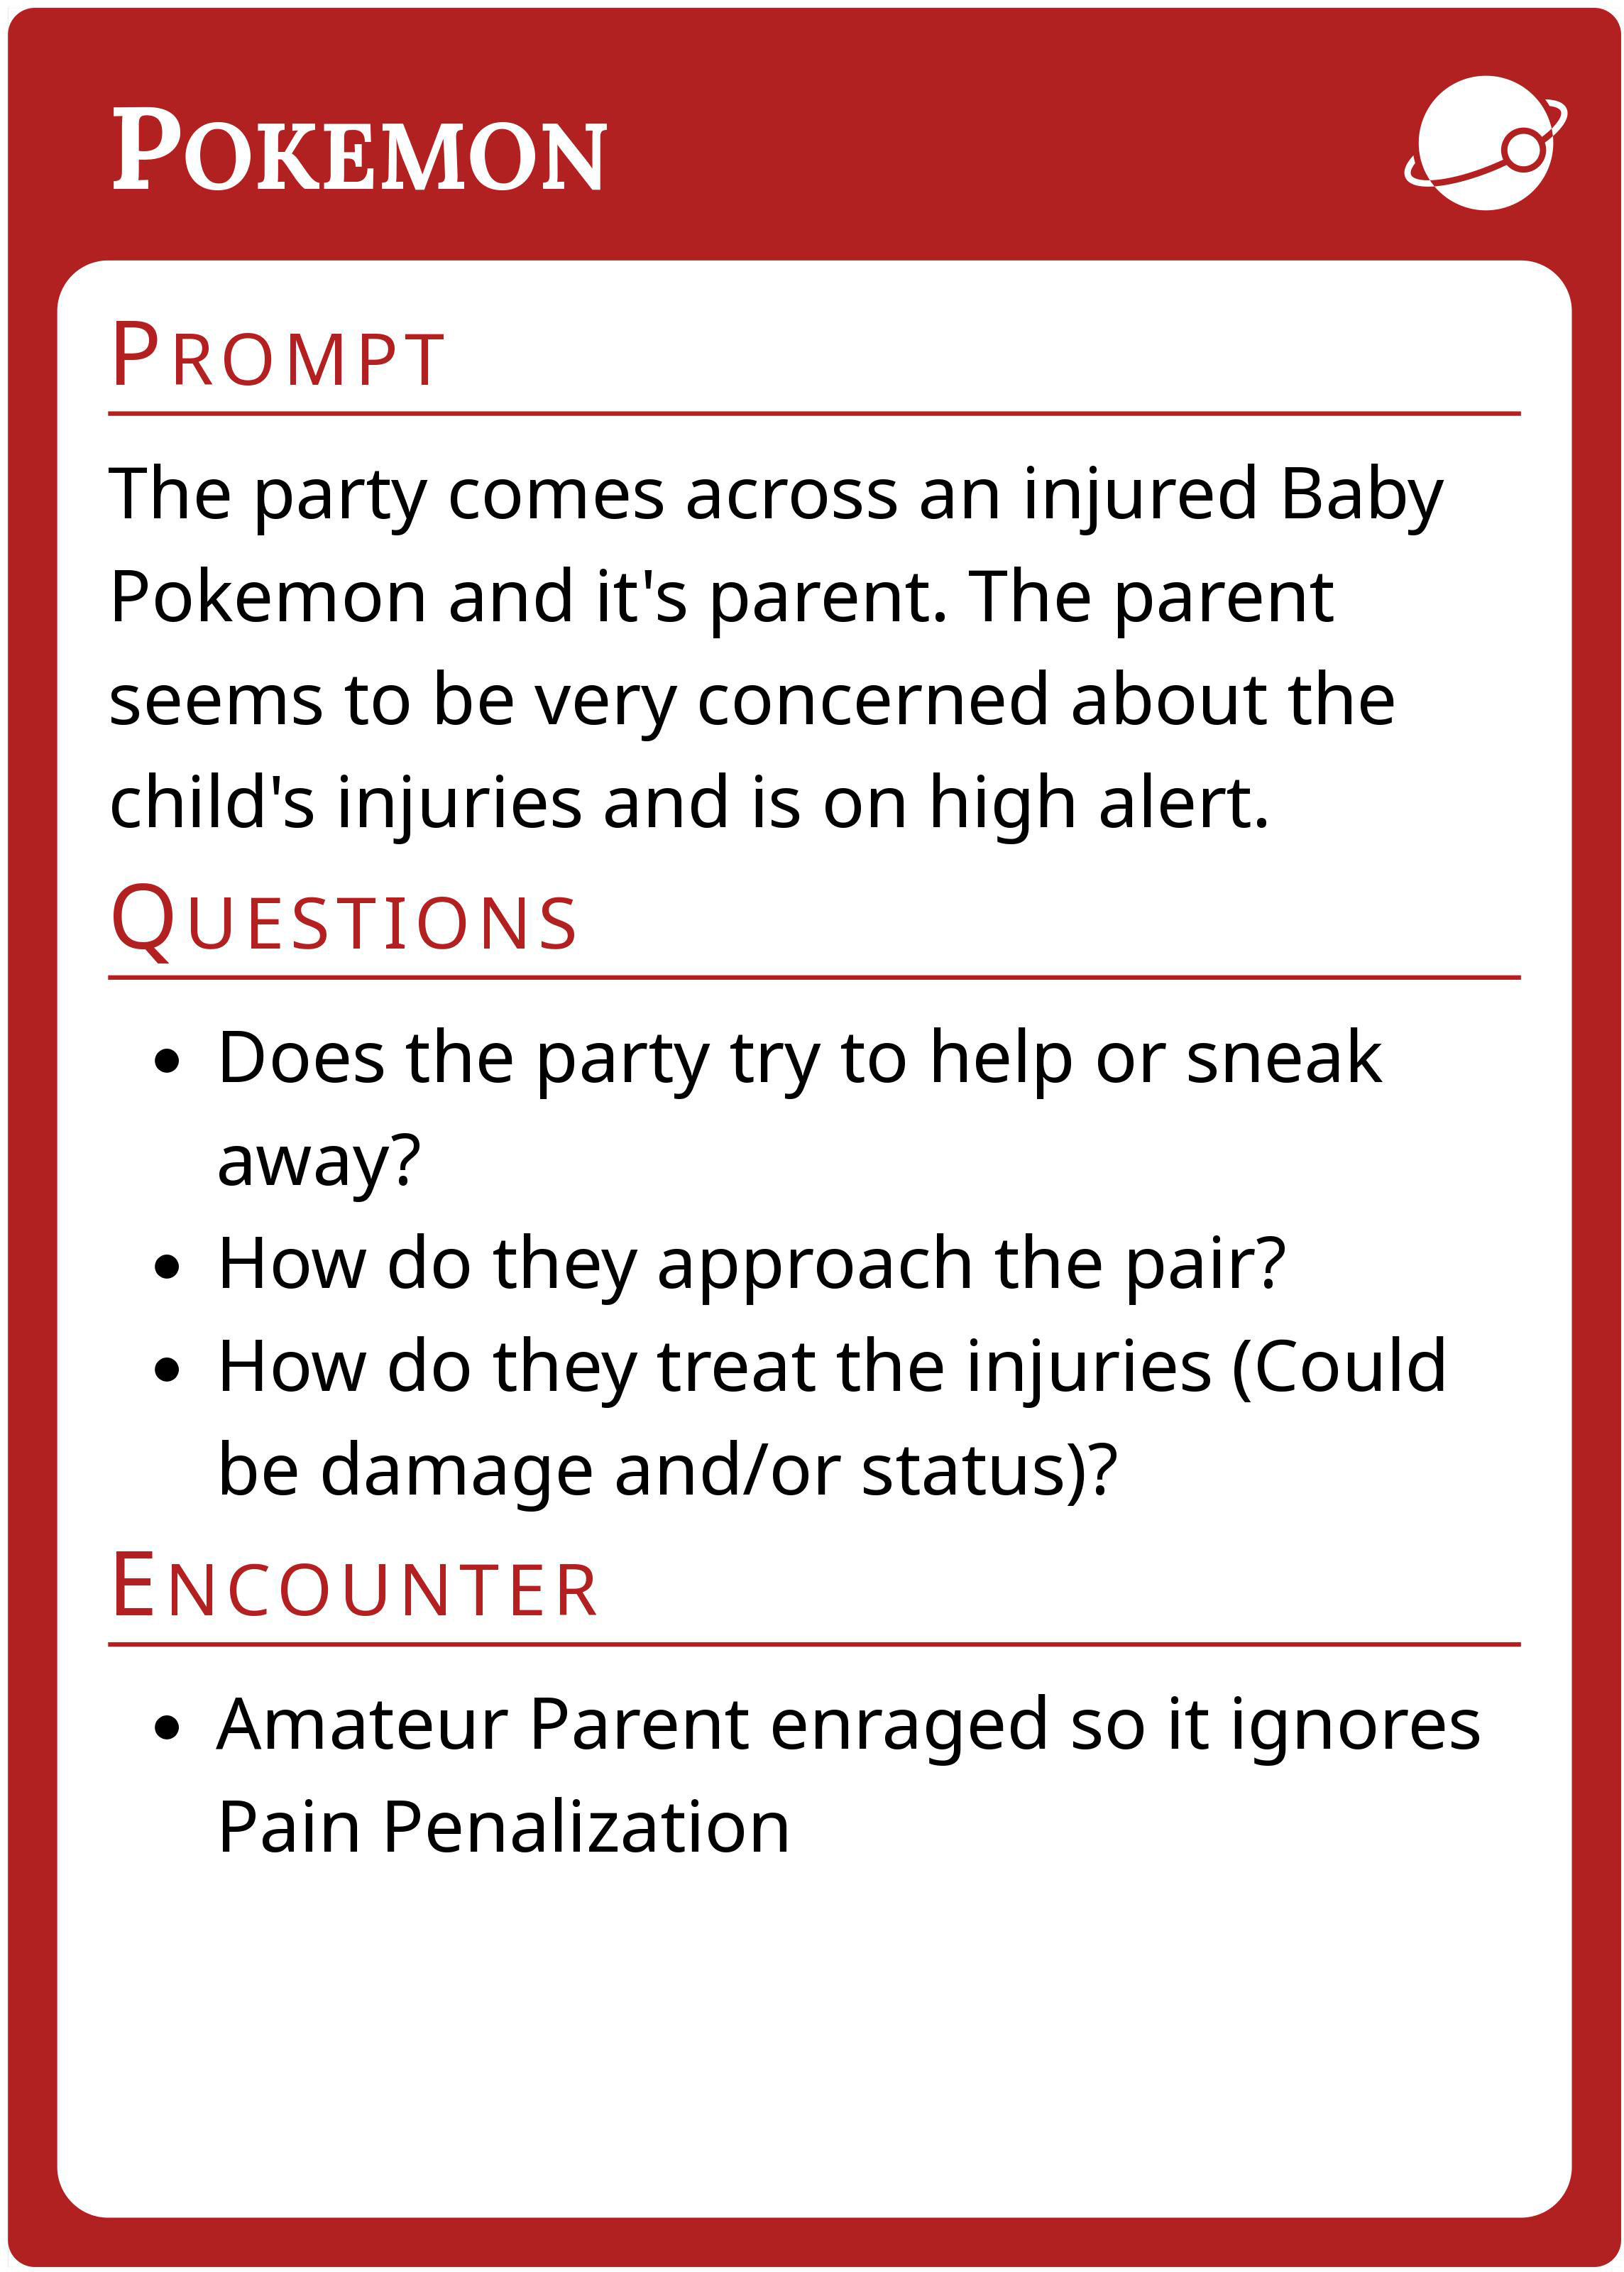 Pokemon
Prompt
The party comes across an injured Baby
Pokemon and it's parent. The parent
seems to be very concerned about the
child's injuries and is on high alert.
Questions
• Does the party try to help or sneak
away?
• How do they approach the pair?
• How do they treat the injuries (Could
be damage and/or status)?
Encounter
• Amateur Parent enraged so it ignores
Pain Penalization